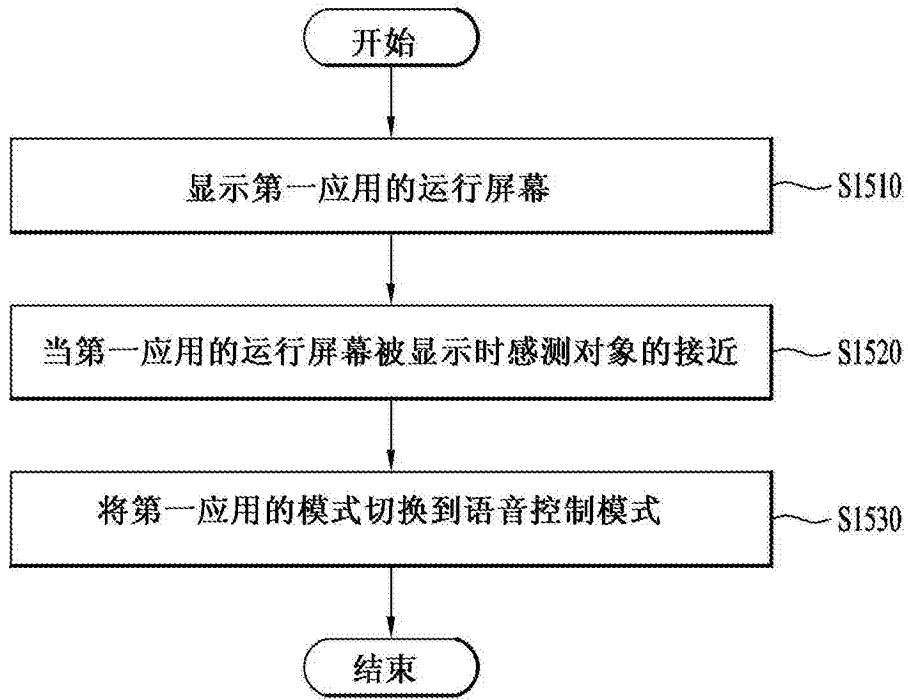 开始
显示第一应用的运行屏幕
S1510
当第一应用的运行屏幕被显示时感测对象的接近
S1520
将第一应用的模式切换到语音控制模式
S1530
结束